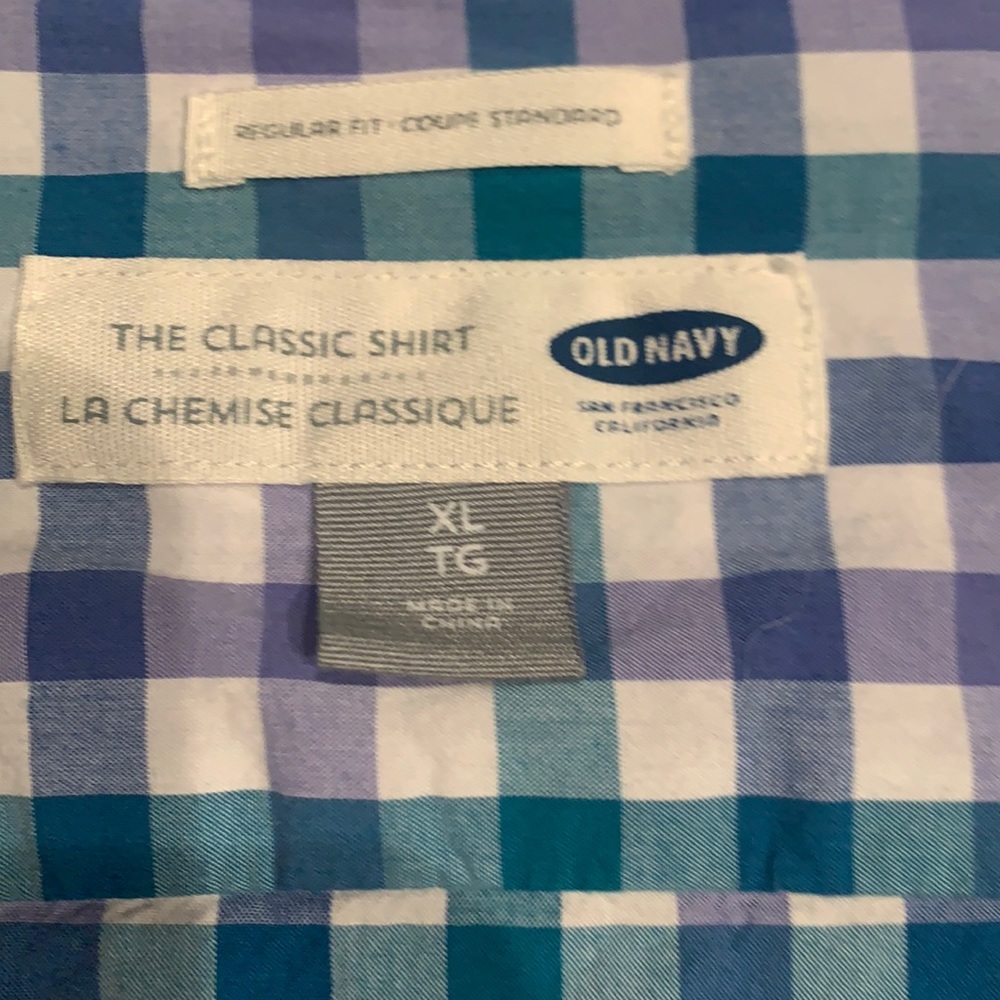 REGULAR FIT · COUPE STANDARD
THE CLASSIC SHIRT
LA CHEMISE CLASSIQUE
OLD NAVY
SAN FRANCISCO
CALIFORNIA
XL
TG
MADE IN
CHINA